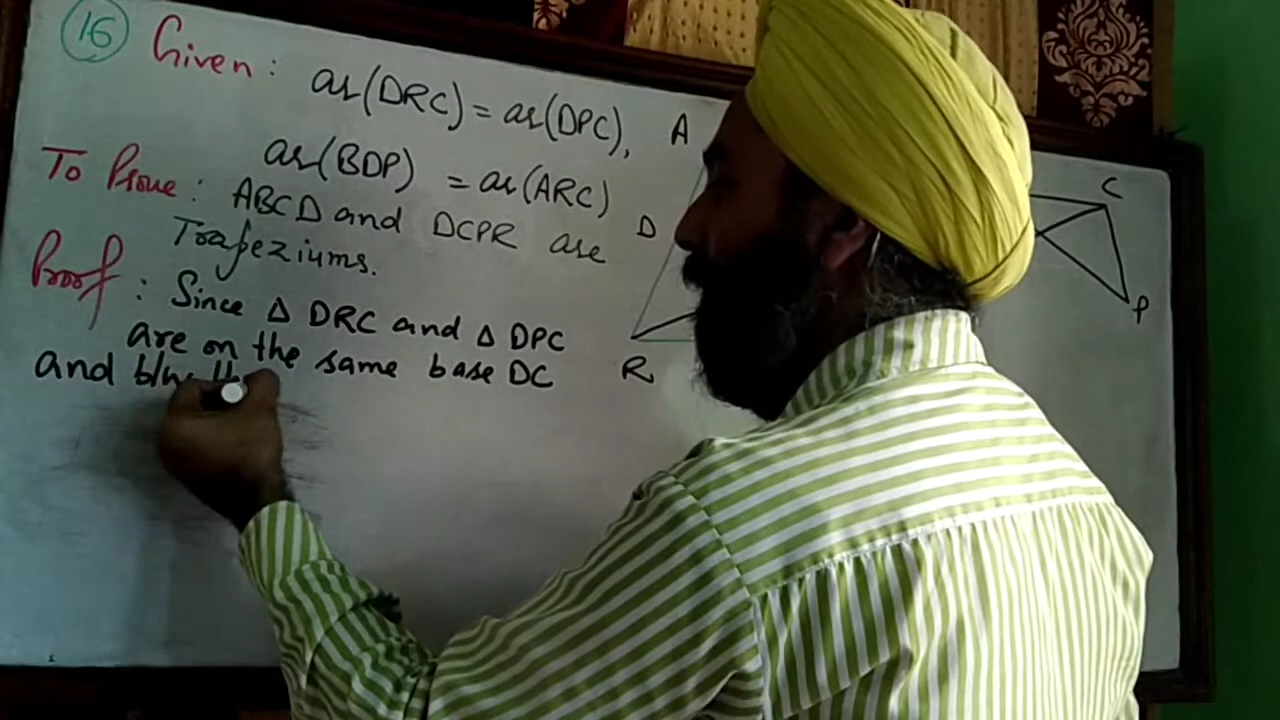 16 Given: ar(DRC) = ar(DPC),
ar(BDP) = ar(ARC)
To Prove: ABCD and DCPR are
Trapeziums.
Proof: Since △ DRC and △ DPC
are on the same base DC
and b/w
A
D
R
C
P